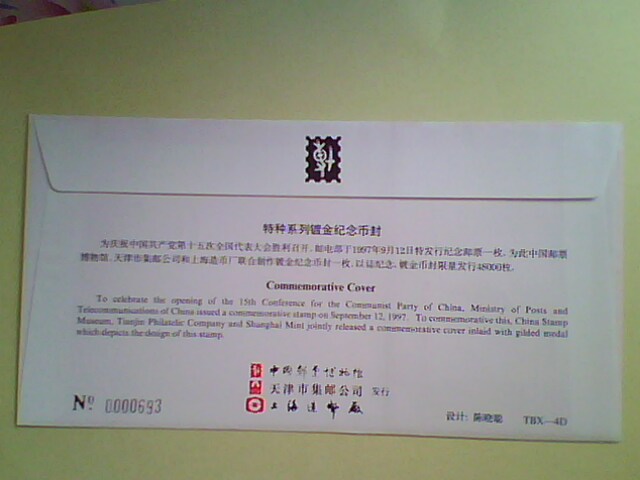 特种系列镀金纪念币封
为庆祝中国共产党第十五次全国代表大会胜利召开，邮电部于1997年9月12日特发行纪念邮票一枚。为此中国邮票
博物馆、天津市集邮公司和上海造币厂联合制作镀金纪念币封一枚，以誌纪念。镀金币封限量发行48000枚。
Commemorative Cover
To celebrate the opening of the 15th Conference for the Communist Party of China, Ministry of Posts and
Telecommunications of China issued a commemorative stamp on September 12, 1997. To commemorate this, China Stamp
Museum, Tianjin Philatelic Company and Shanghai Mint jointly released a commemorative cover inlaid with gilded medal
which depicts the design of this stamp.
中国邮票博物馆
天津市集邮公司 发行
上海造币厂
Nº 0000693
设计: 陈晓聪 TBX—4D